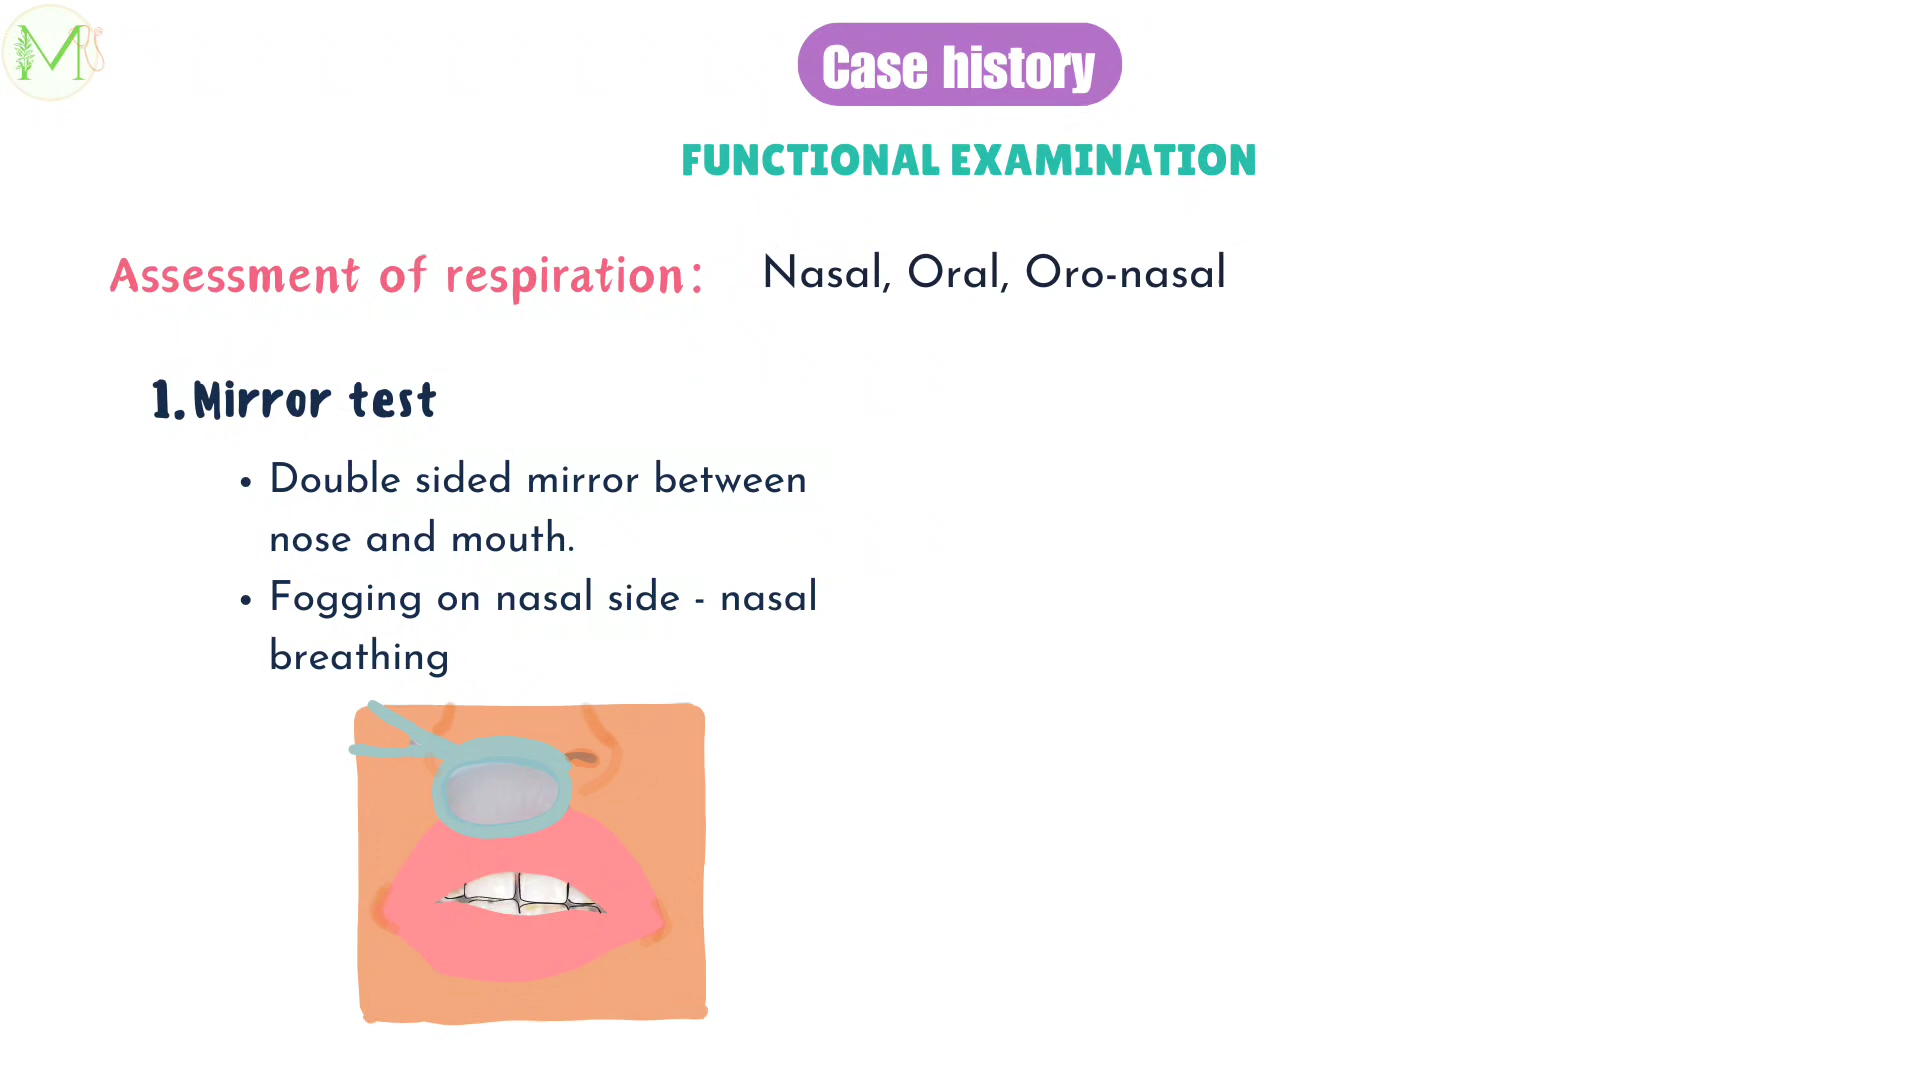 Case history
FUNCTIONAL EXAMINATION
Assessment of respiration: Nasal, Oral, Oro-nasal
1. Mirror test
• Double sided mirror between
nose and mouth.
• Fogging on nasal side - nasal
breathing